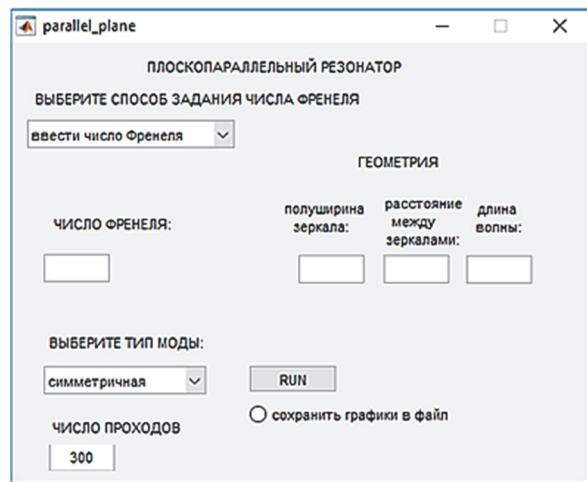 parallel_plane
ПЛОСКОПАРАЛЛЕЛЬНЫЙ РЕЗОНАТОР
ВЫБЕРИТЕ СПОСОБ ЗАДАНИЯ ЧИСЛА ФРЕНЕЛЯ
ввести число Френеля
ГЕОМЕТРИЯ
ЧИСЛО ФРЕНЕЛЯ:
полуширина
зеркала:
расстояние
между
зеркалами:
длина
волны:
ВЫБЕРИТЕ ТИП МОДЫ:
симметричная
RUN
сохранить графики в файл
ЧИСЛО ПРОХОДОВ
300